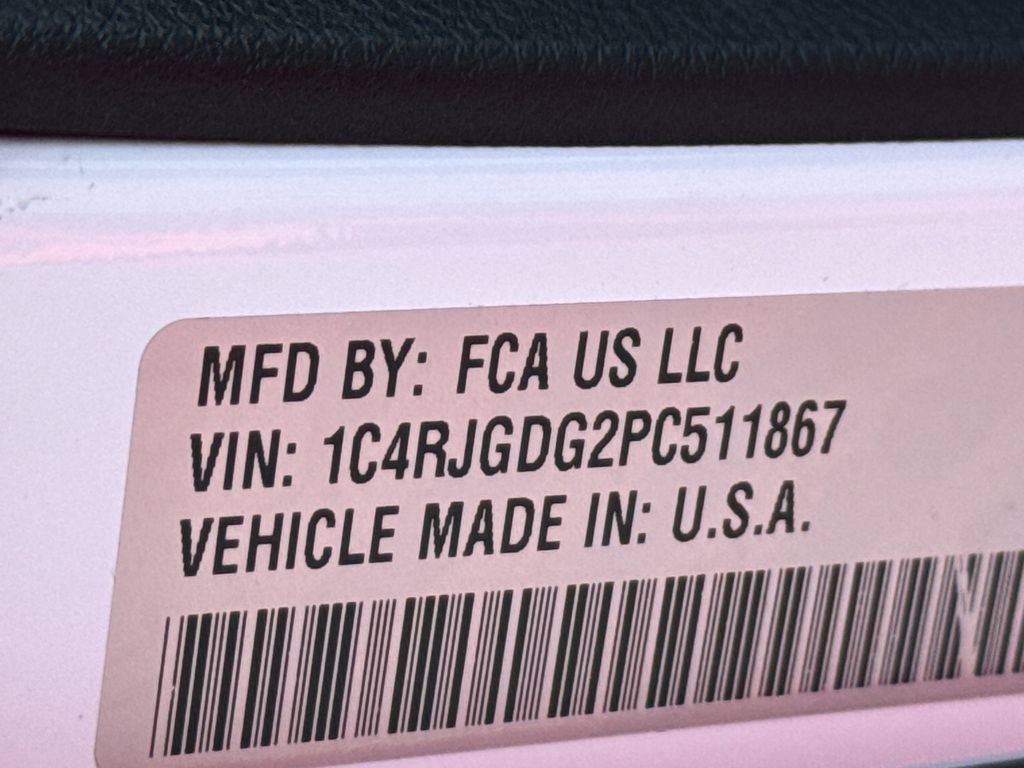 MFD BY: FCA US LLC
VIN: 1C4RJGDG2PC511867
VEHICLE MADE IN: U.S.A.